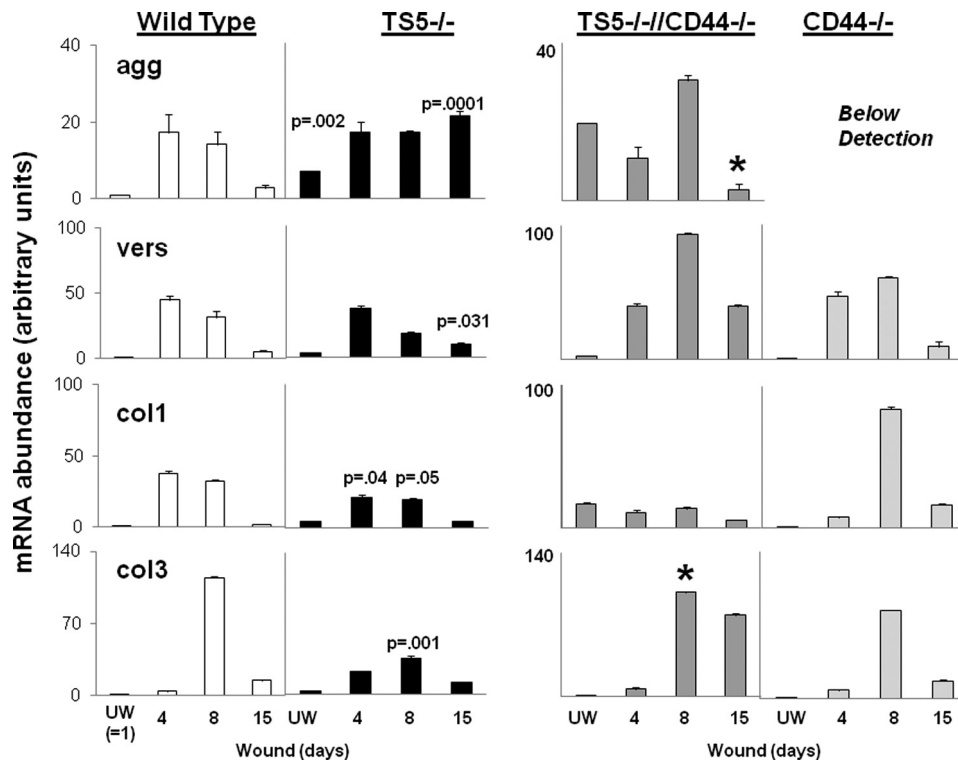 Wild Type TS5-/- TS5-/-//CD44-/- CD44-/-
mRNA abundance (arbitrary units)
40 agg 40
p=.002 p=.0001 Below
20 * Detection
0
100 vers 100
50 p=.031
0
100 col1 100
50 p=.04 p=.05
0
140 col3 140
*
70 p=.001
0
UW 4 8 15 UW 4 8 15 UW 4 8 15 UW 4 8 15
(=1)
Wound (days) Wound (days)